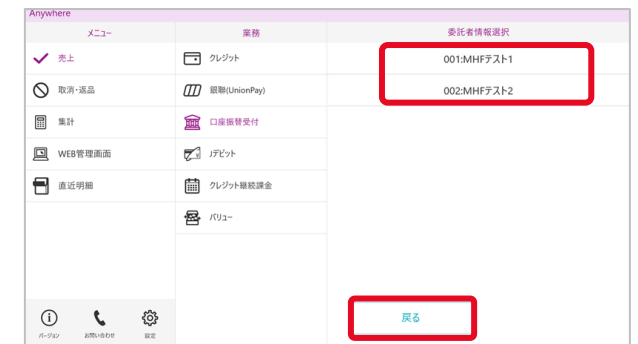 Anywhere
メニュー
業務
委託者情報選択
売上
取消・返品
集計
WEB管理画面
直近明細
クレジット
銀聯(UnionPay)
口座振替受付
Jデビット
クレジット継続課金
バリュー
001:MHFテスト1
002:MHFテスト2
戻る
バージョン
お問い合わせ
設定